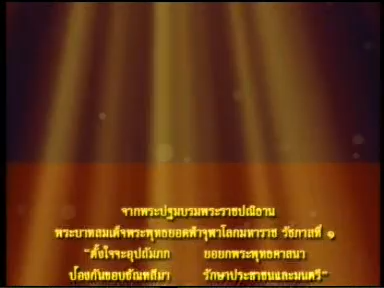 จากพระปฐมบรมพระราชปณิธาน
พระบาทสมเด็จพระพุทธยอดฟ้าจุฬาโลกมหาราช รัชกาลที่ ๑
"ตั้งใจจะอุปถัมภก ยอยกพระพุทธศาสนา
ป้องกันขอบขัณฑสีมา รักษาประชาชนและมนตรี"